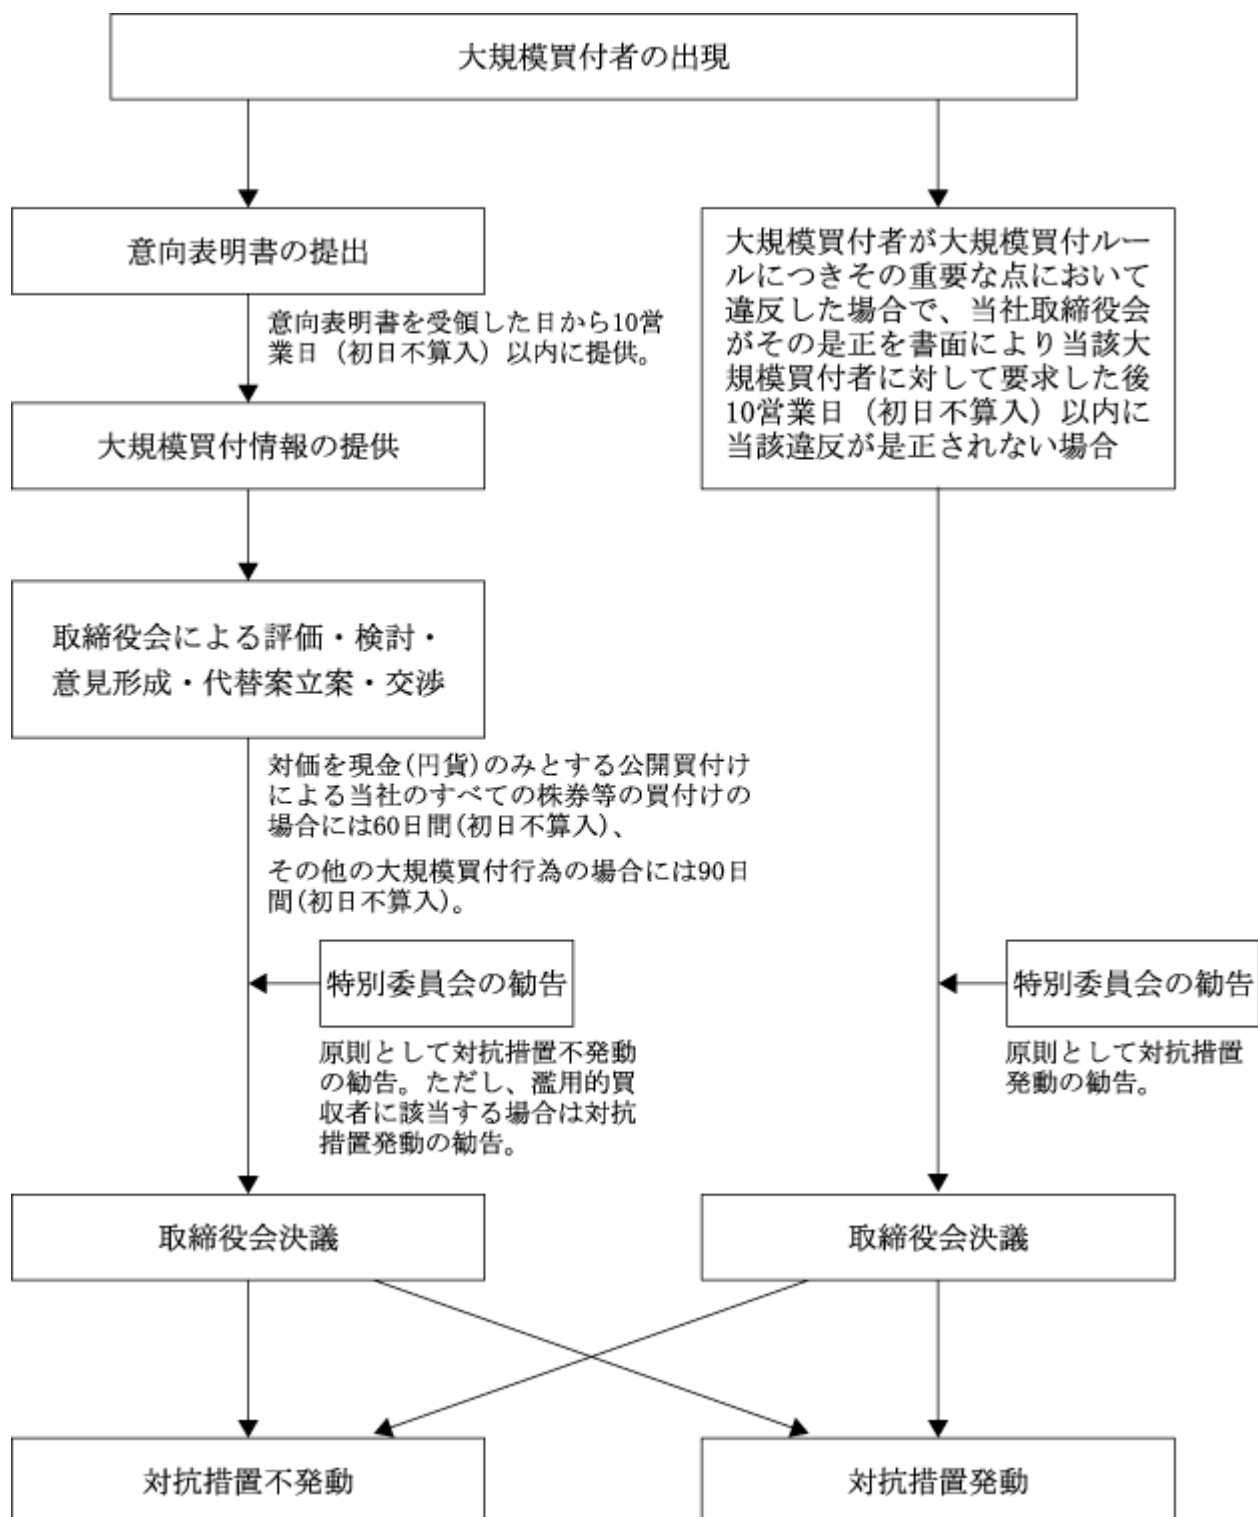 大規模買付者の出現
意向表明書の提出
意向表明書を受領した日から10営
業日（初日不算入）以内に提供。
大規模買付情報の提供
取締役会による評価・検討・
意見形成・代替案立案・交渉
対価を現金(円貨)のみとする公開買付け
による当社のすべての株券等の買付けの
場合には60日間(初日不算入)、
その他の大規模買付行為の場合には90日
間(初日不算入)。
特別委員会の勧告
原則として対抗措置不発動
の勧告。ただし、濫用的買
収者に該当する場合は対抗
措置発動の勧告。
取締役会決議
対抗措置不発動
大規模買付者が大規模買付ルー
ルにつきその重要な点において
違反した場合で、当社取締役会
がその是正を書面により当該大
規模買付者に対して要求した後
10営業日（初日不算入）以内に
当該違反が是正されない場合
特別委員会の勧告
原則として対抗措置
発動の勧告。
取締役会決議
対抗措置発動